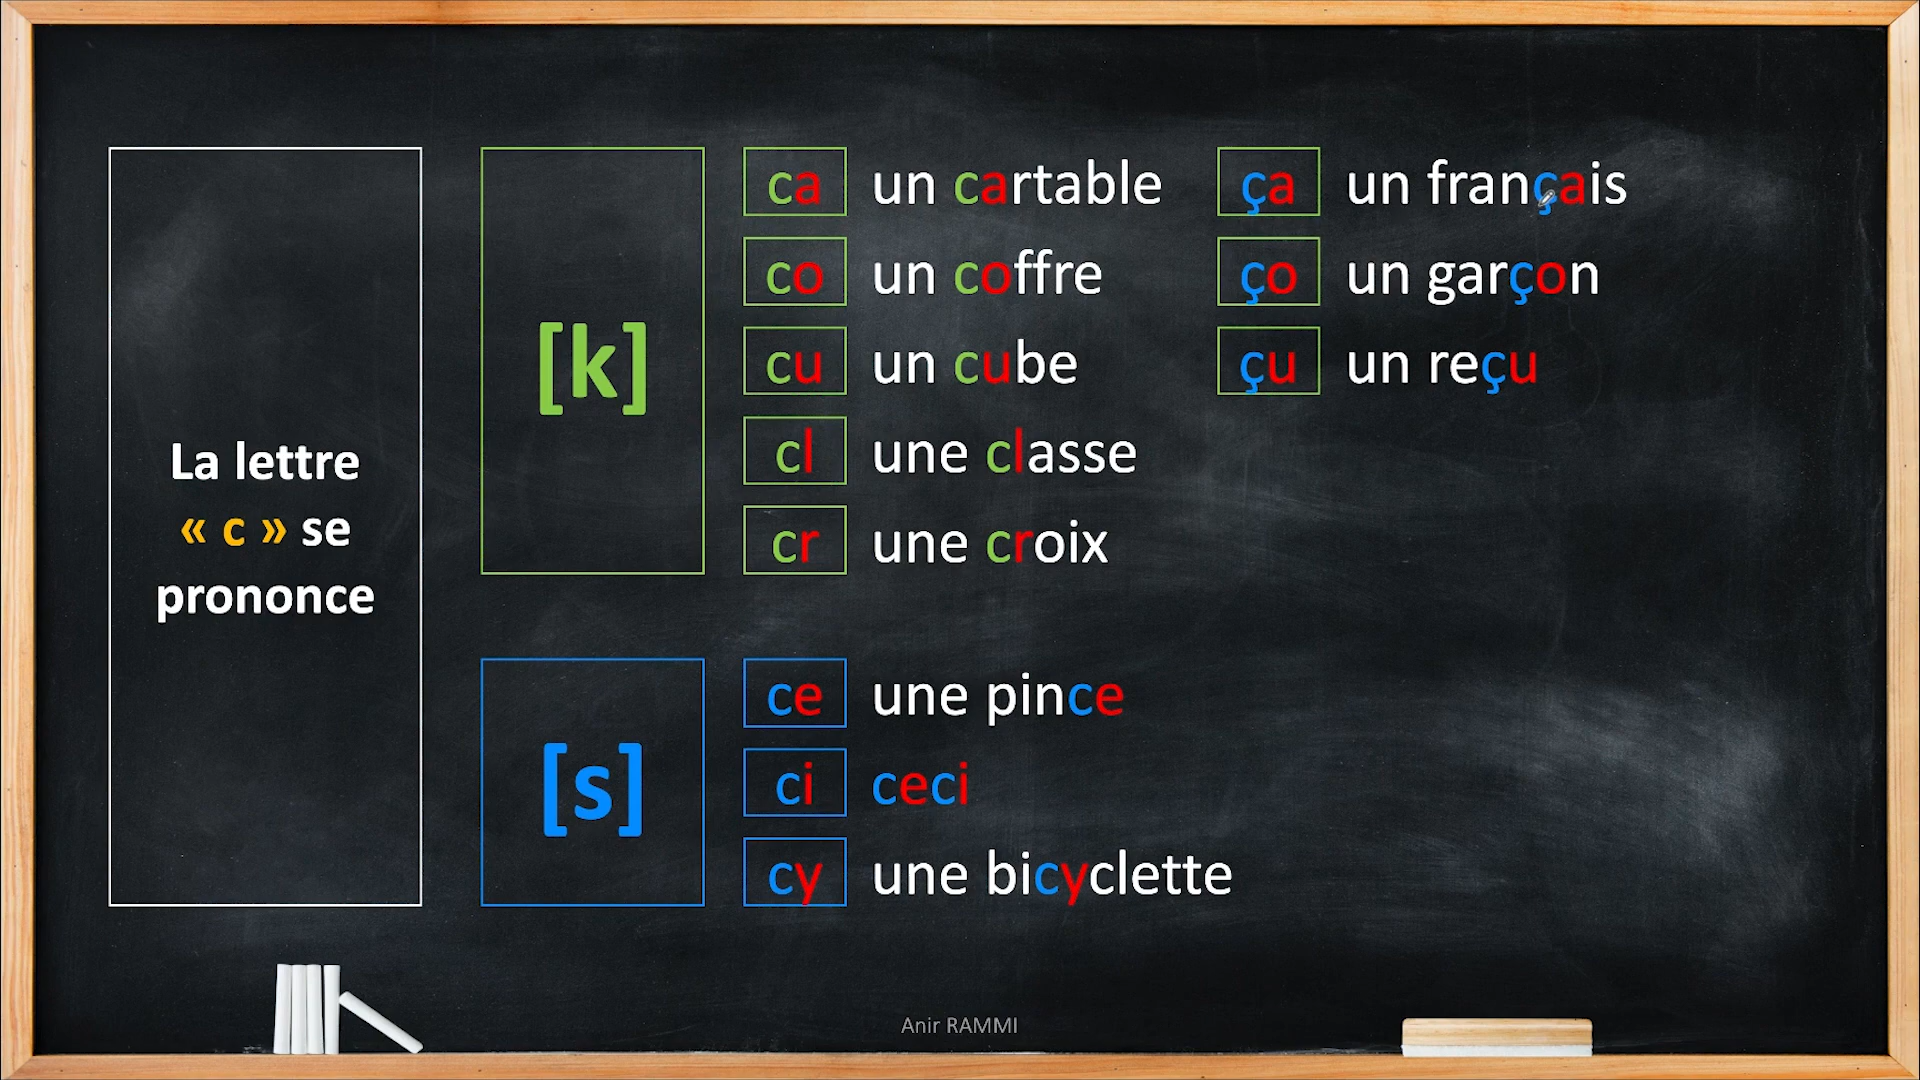 La lettre
« c » se
prononce
[k]
ca un cartable ça un français
co un coffre ço un garçon
cu un cube çu un reçu
cl une classe
cr une croix
[s]
ce une pince
ci ceci
cy une bicyclette
Anir RAMMI